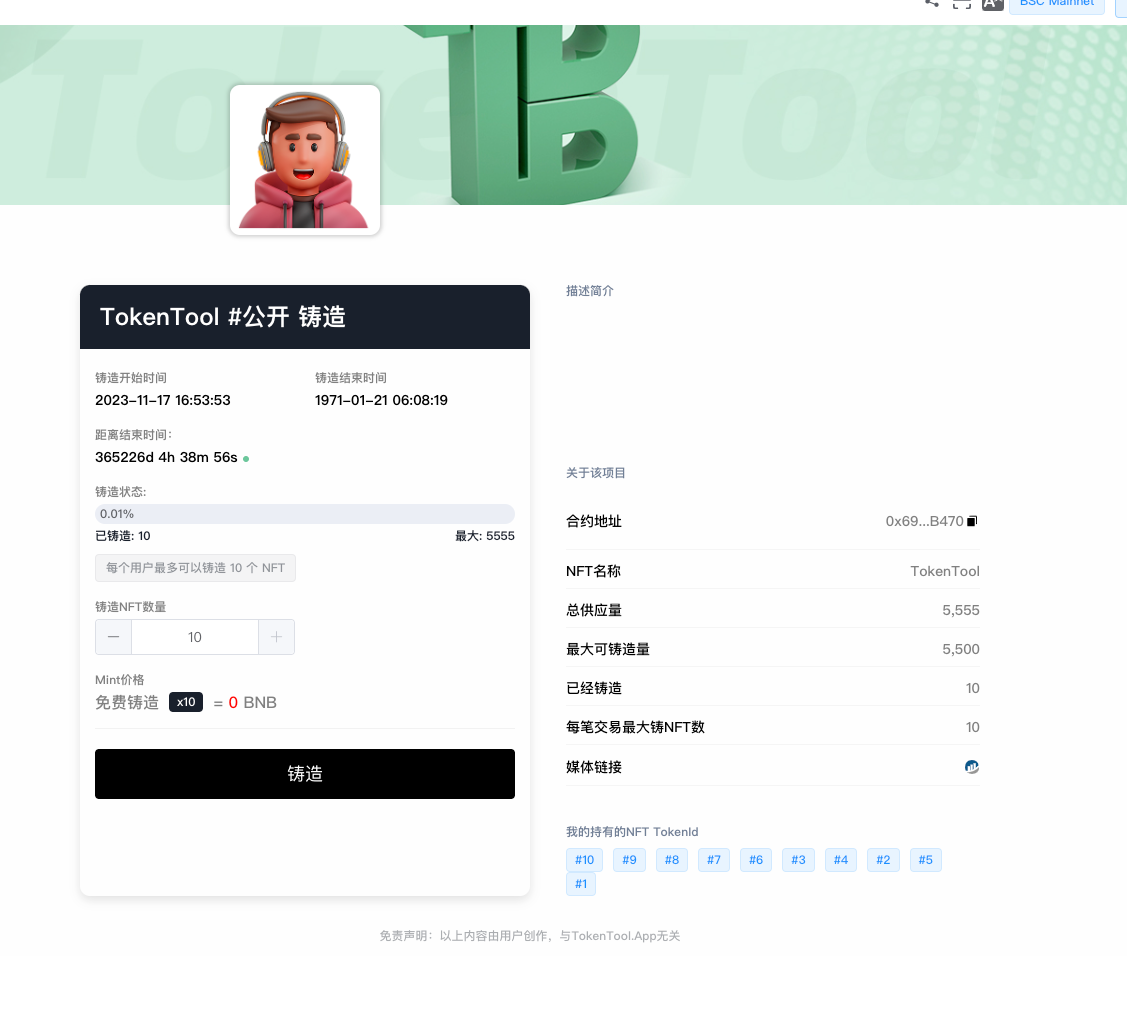 BSC Mainnet
TokenTool
TB
TokenTool #公开 铸造
铸造开始时间
2023-11-17 16:53:53
铸造结束时间
1971-01-21 06:08:19
距离结束时间:
365226d 4h 38m 56s
铸造状态:
0.01%
已铸造: 10
最大: 5555
每个用户最多可以铸造 10 个 NFT
铸造NFT数量
— 10 +
Mint价格
免费铸造 x10 = 0 BNB
铸造
描述简介
关于该项目
合约地址 0x69...B470
NFT名称 TokenTool
总供应量 5,555
最大可铸造量 5,500
已经铸造 10
每笔交易最大铸NFT数 10
媒体链接
我的持有的NFT TokenId
#10 #9 #8 #7 #6 #3 #4 #2 #5
#1
免责声明：以上内容由用户创作，与TokenTool.App无关